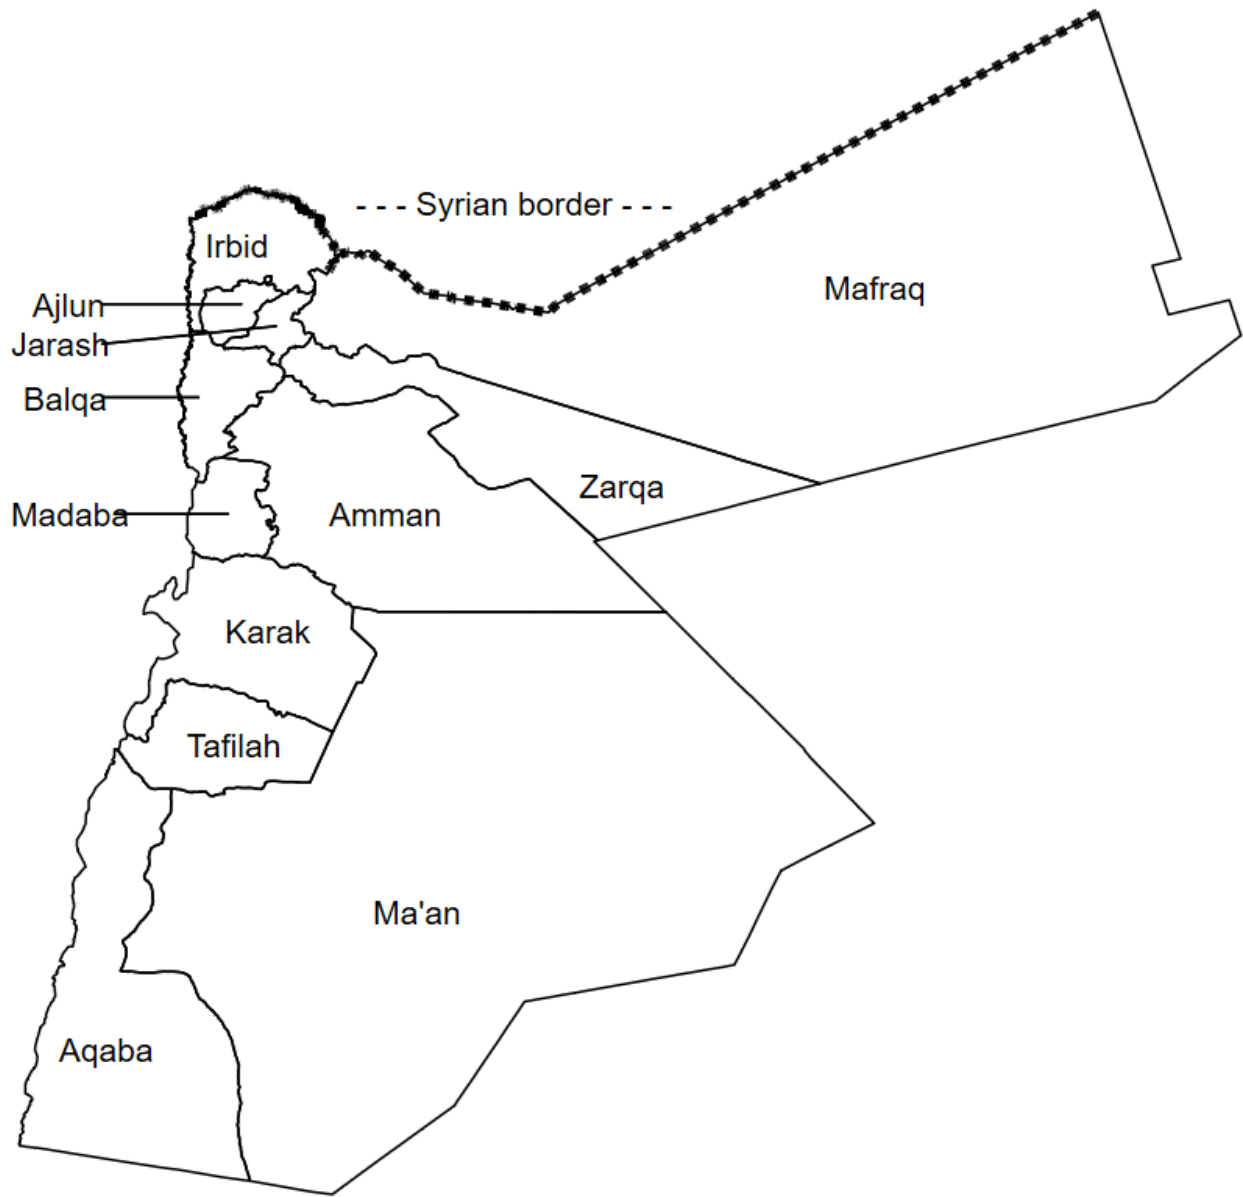 - - - Syrian border - - -
Irbid
Mafraq
Ajlun
Jarash
Balqa
Zarqa
Madaba
Amman
Karak
Tafilah
Ma'an
Aqaba